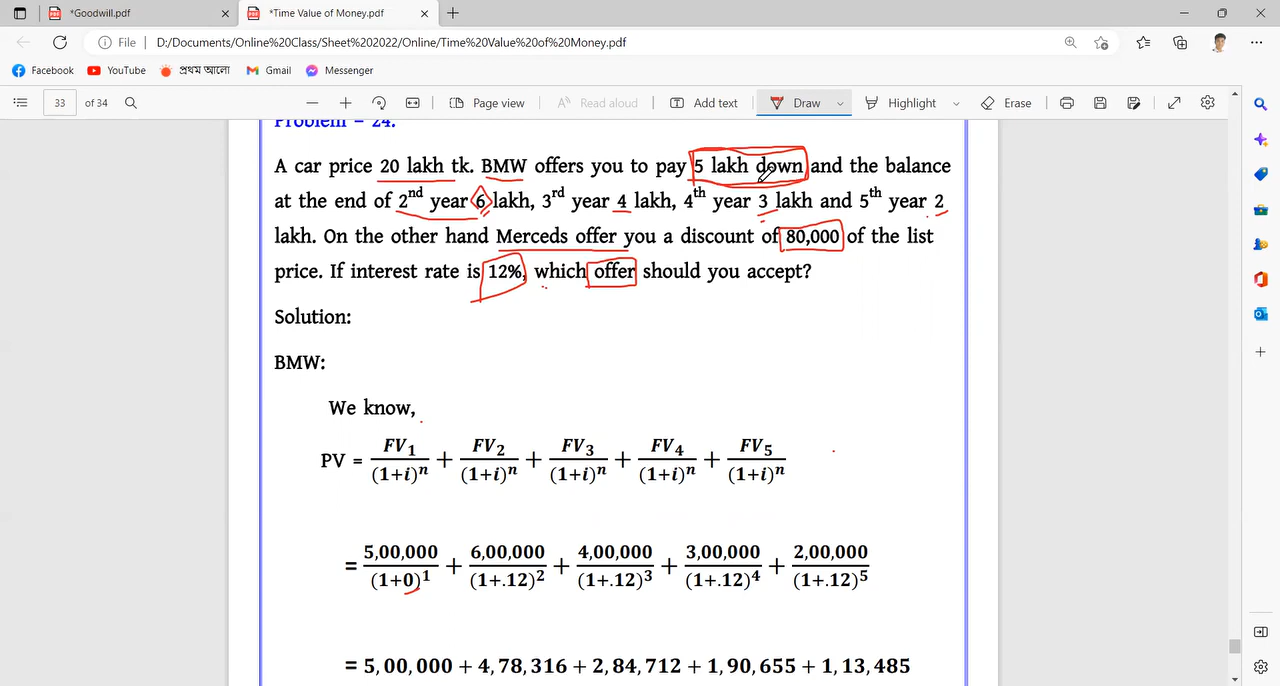 *Goodwill.pdf
*Time Value of Money.pdf
File D:/Documents/Online%20Class/Sheet%202022/Online/Time%20Value%20of%20Money.pdf
Facebook YouTube প্রথম আলো Gmail Messenger
33 of 34 Page view Read aloud Add text Draw Highlight Erase
Problem – 24:
A car price 20 lakh tk. BMW offers you to pay 5 lakh down and the balance
at the end of 2nd year 6 lakh, 3rd year 4 lakh, 4th year 3 lakh and 5th year 2
lakh. On the other hand Merceds offer you a discount of 80,000 of the list
price. If interest rate is 12%, which offer should you accept?
Solution:
BMW:
We know,
PV = FV₁/(1+i)ⁿ + FV₂/(1+i)ⁿ + FV₃/(1+i)ⁿ + FV₄/(1+i)ⁿ + FV₅/(1+i)ⁿ
= 5,00,000/(1+0)¹ + 6,00,000/(1+.12)² + 4,00,000/(1+.12)³ + 3,00,000/(1+.12)⁴ + 2,00,000/(1+.12)⁵
= 5,00,000 + 4,78,316 + 2,84,712 + 1,90,655 + 1,13,485